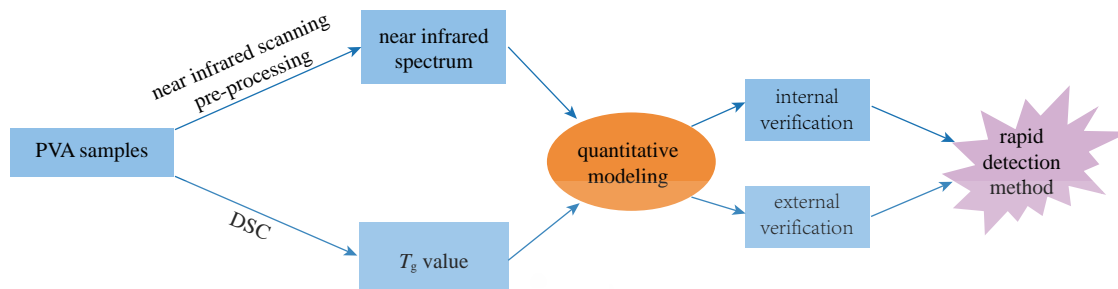 near infrared scanning
pre-processing
near infrared
spectrum
PVA samples
DSC
Tg value
quantitative
modeling
internal
verification
external
verification
rapid
detection
method